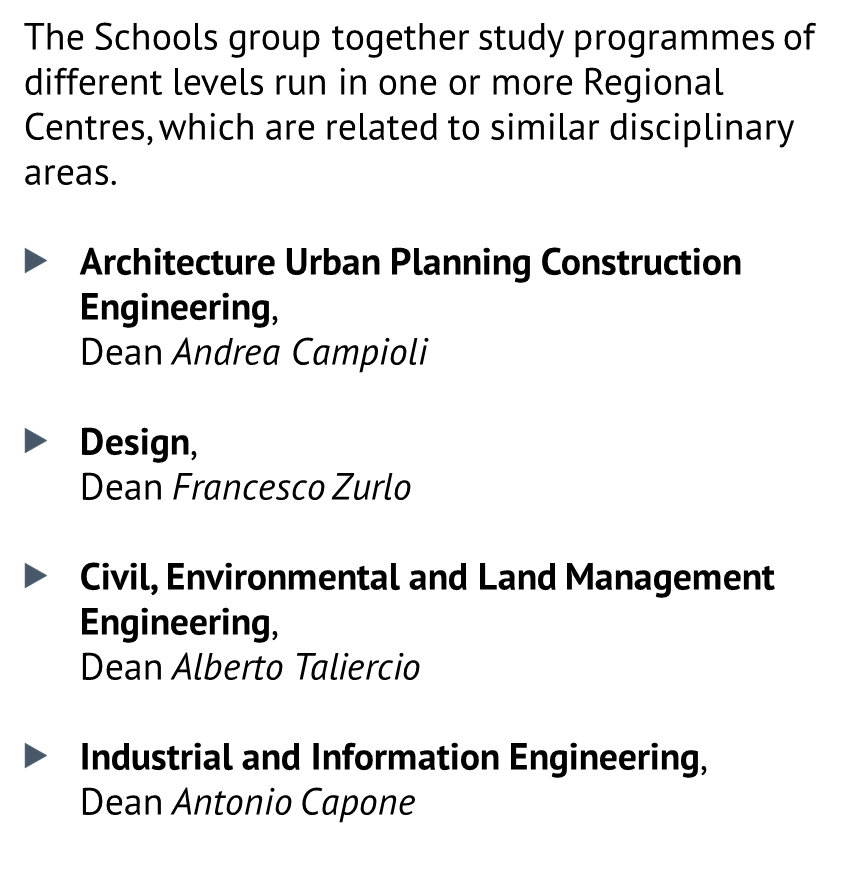 The Schools group together study programmes of
different levels run in one or more Regional
Centres, which are related to similar disciplinary
areas.
Architecture Urban Planning Construction
Engineering,
Dean Andrea Campioli
Design,
Dean Francesco Zurlo
Civil, Environmental and Land Management
Engineering,
Dean Alberto Taliercio
Industrial and Information Engineering,
Dean Antonio Capone